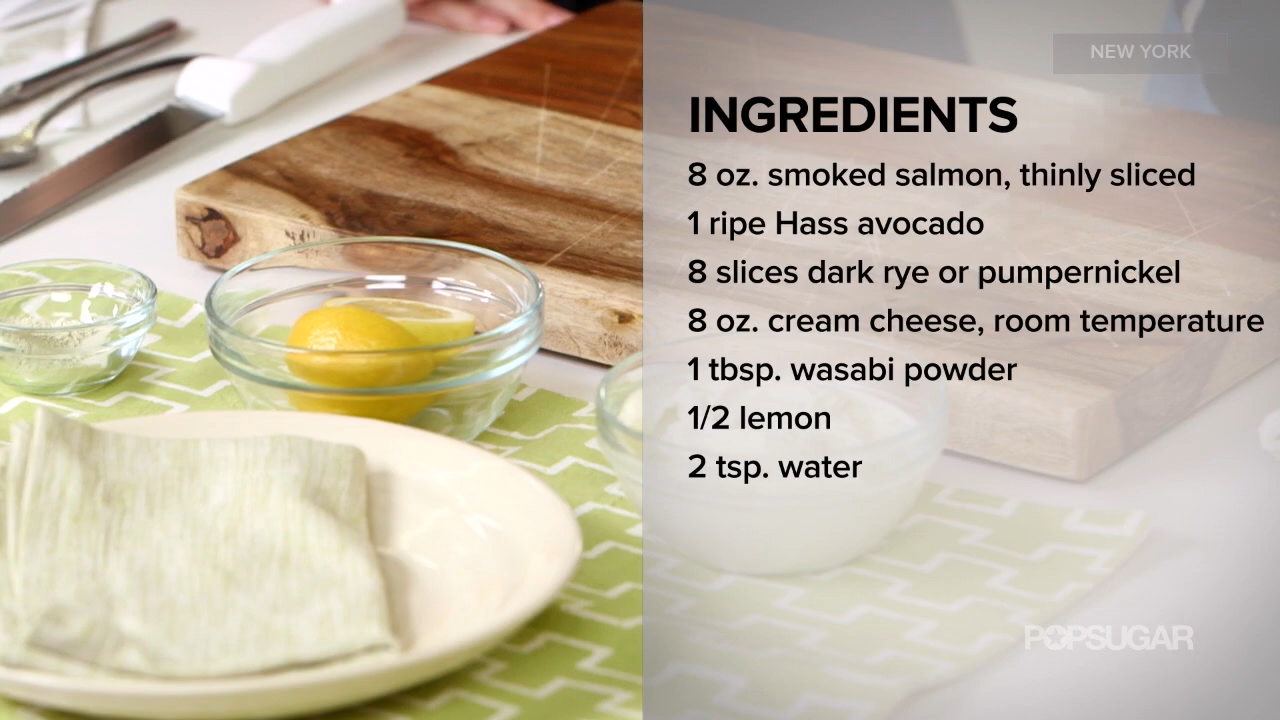 NEW YORK
INGREDIENTS
8 oz. smoked salmon, thinly sliced
1 ripe Hass avocado
8 slices dark rye or pumpernickel
8 oz. cream cheese, room temperature
1 tbsp. wasabi powder
1/2 lemon
2 tsp. water
POPSUGAR